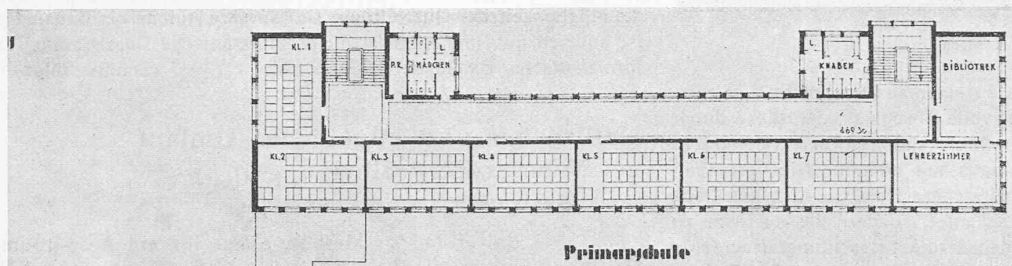 KL.1
P.R.
MÄDCHEN
L.
L.
KNABEN
BIBLIOTHEK
469.30
KL.2
KL.3
KL.4
KL.5
KL.6
KL.7
LEHRERZIMMER
Primarschule